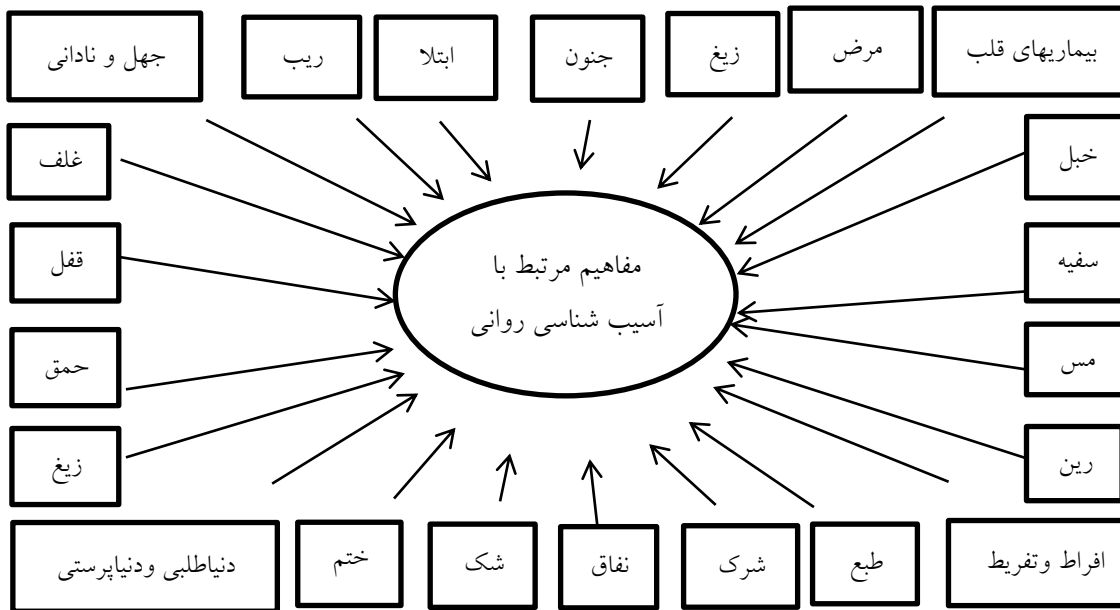 بیماریهای قلب
مرض
زیغ
جنون
ابتلا
ریب
جهل و نادانی
خبل
غلف
سفیه
قفل
مفاهیم مرتبط با
آسیب شناسی روانی
مس
حمق
رین
زیغ
افراط وتفریط
طبع
شرک
نفاق
شک
ختم
دنیاطلبی ودنیاپرستی